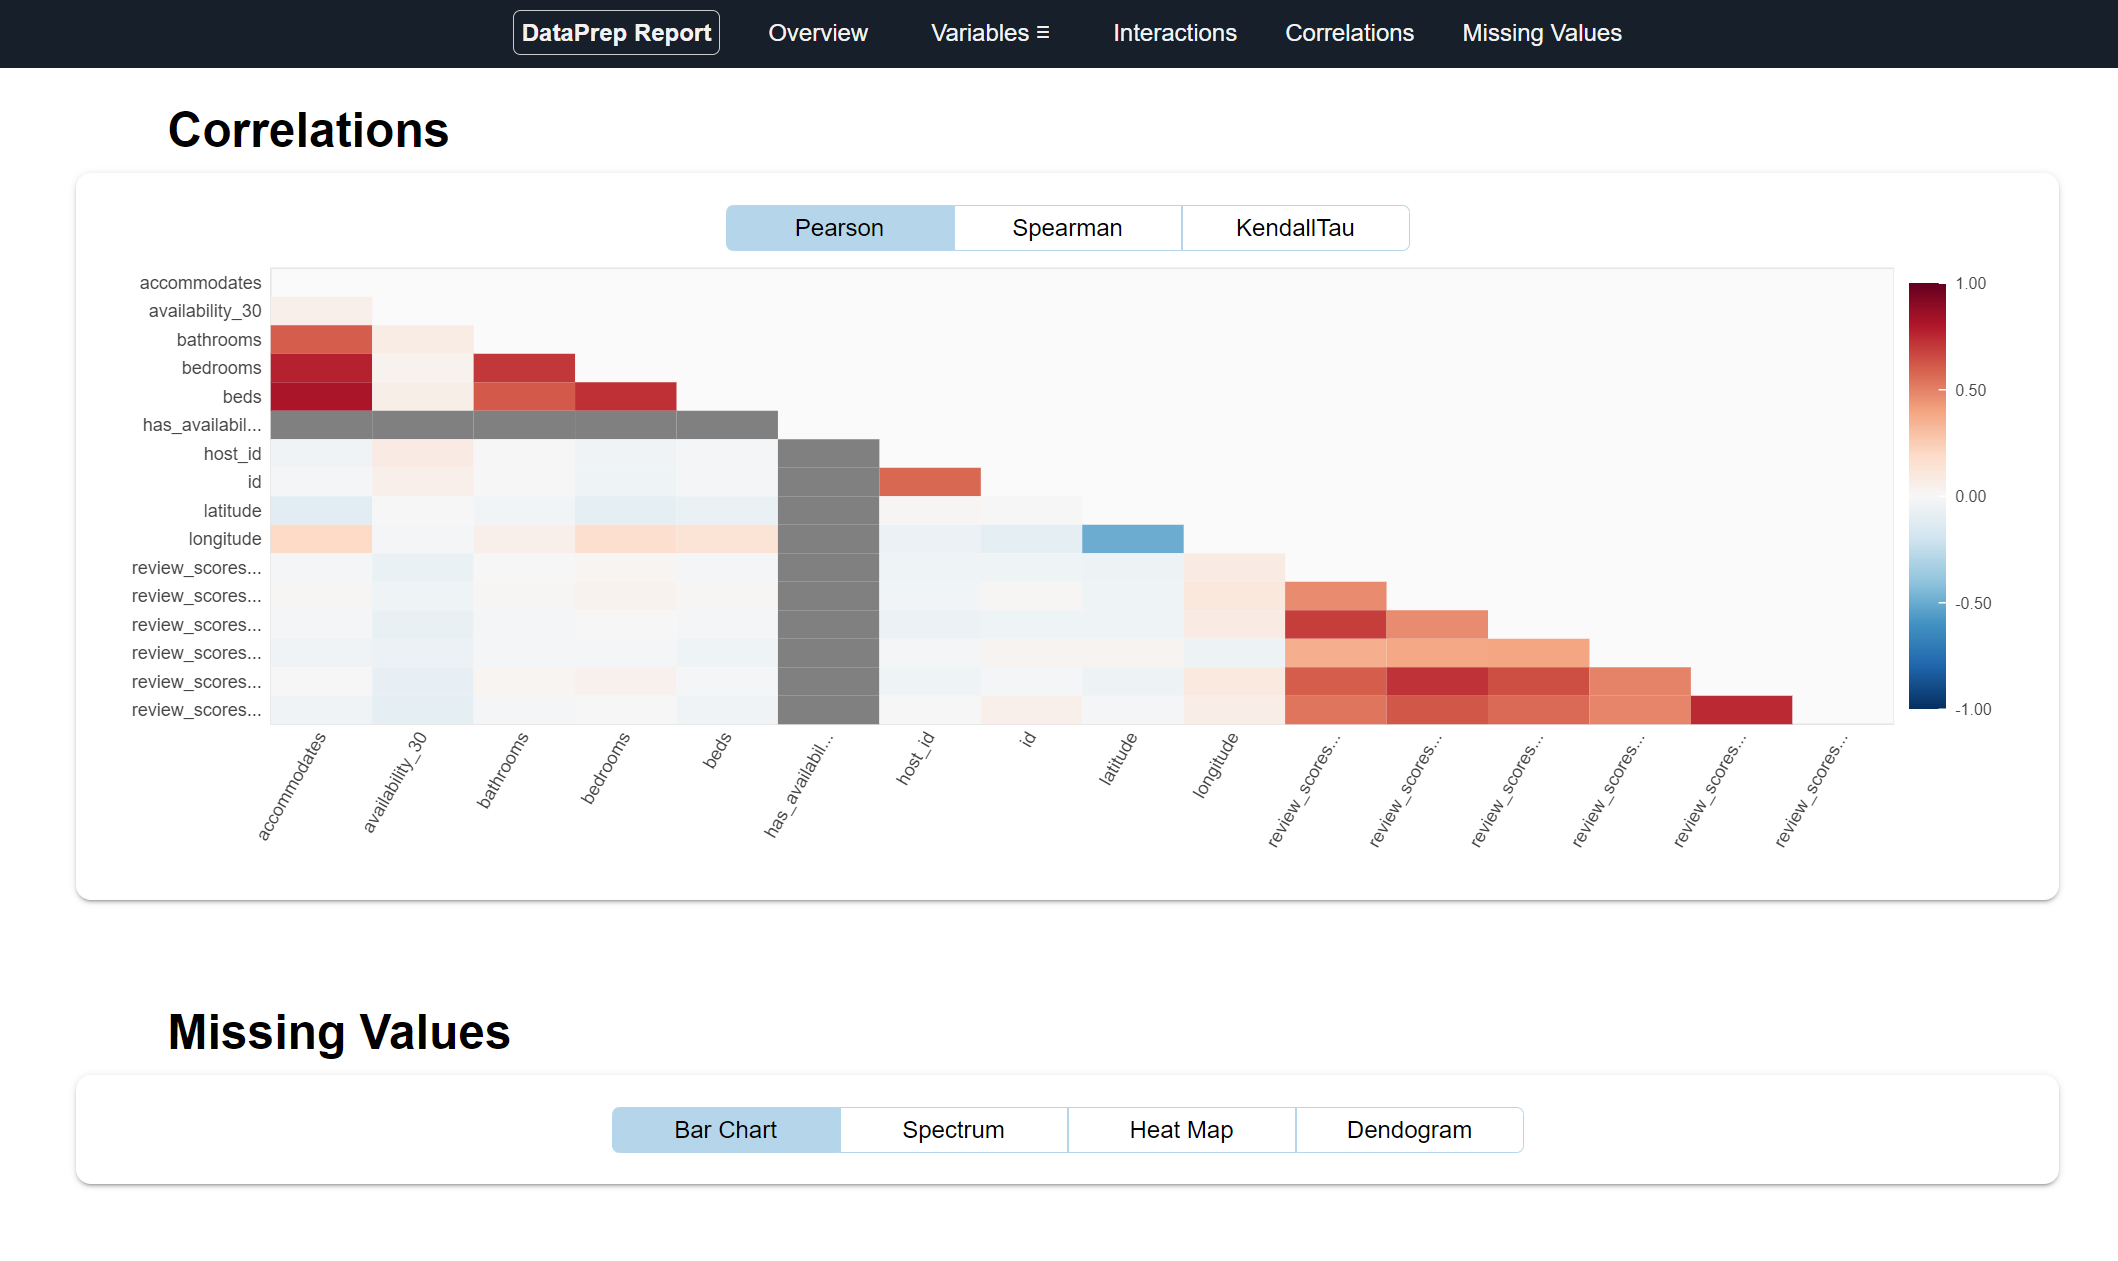 DataPrep Report Overview Variables ☰ Interactions Correlations Missing Values
Correlations
Pearson Spearman KendallTau
accommodates
availability_30
bathrooms
bedrooms
beds
has_availabil...
host_id
id
latitude
longitude
review_scores...
review_scores...
review_scores...
review_scores...
review_scores...
review_scores...
1.00
0.50
0.00
-0.50
-1.00
accommodates
availability_30
bathrooms
bedrooms
beds
has_availabil...
host_id
id
latitude
longitude
review_scores...
review_scores...
review_scores...
review_scores...
review_scores...
review_scores...
Missing Values
Bar Chart Spectrum Heat Map Dendogram